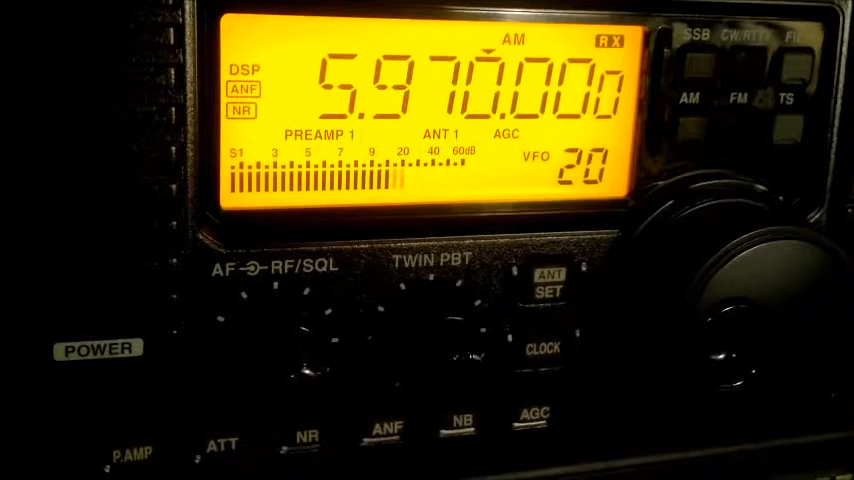 AM RX
DSP
ANF
NR
5.970.000
PREAMP 1 ANT 1 AGC
S1 3 5 7 9 20 40 60dB
VFO 20
SSB CW/RTTY FIL
AM FM TS
AF RF/SQL
TWIN PBT
ANT
SET
CLOCK
POWER
P.AMP ATT NR ANF NB AGC